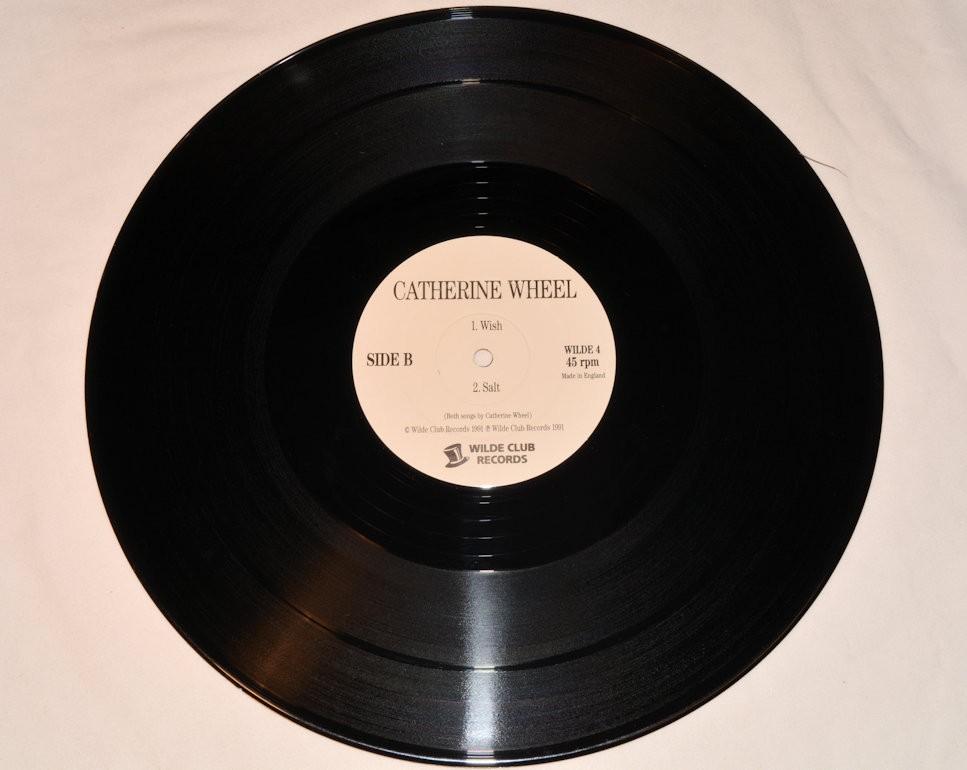 CATHERINE WHEEL
1. Wish
SIDE B
WILDE 4
45 rpm
Made in England
2. Salt
(Both songs by Catherine Wheel)
© Wilde Club Records 1991 ℗ Wilde Club Records 1991
WILDE CLUB
RECORDS